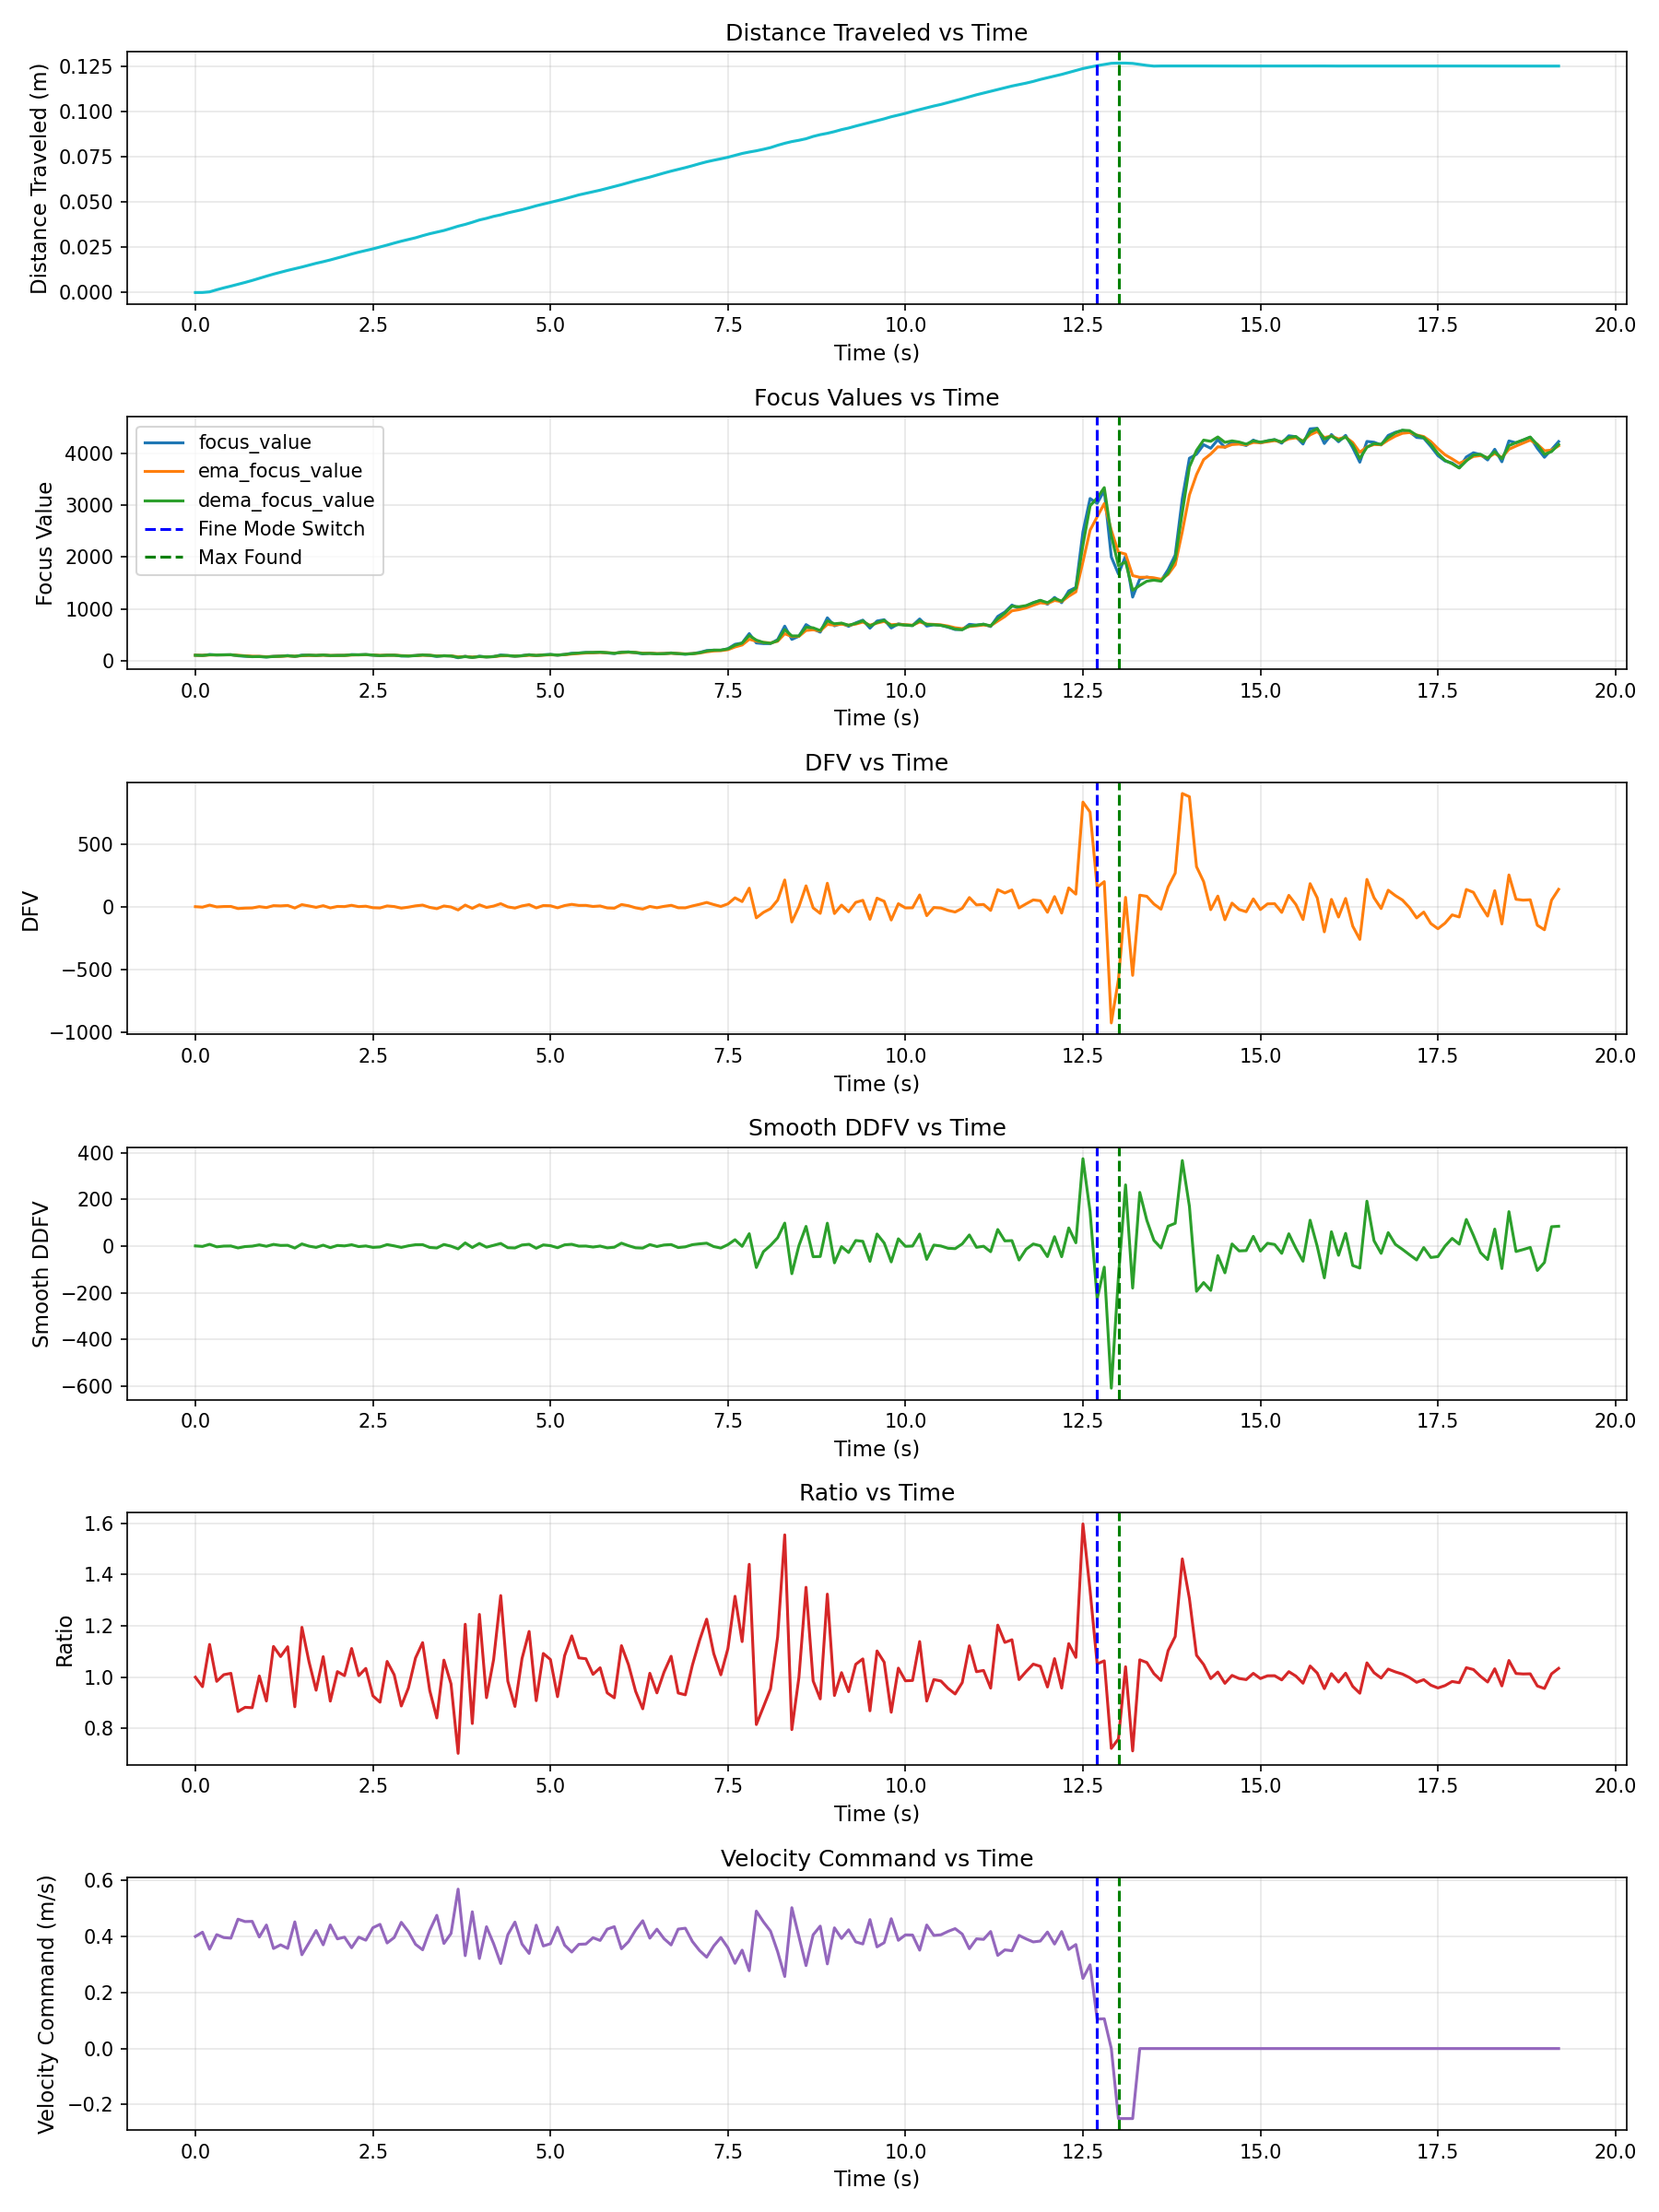 Distance Traveled vs Time
Distance Traveled (m)
0.125
0.100
0.075
0.050
0.025
0.000
0.0 2.5 5.0 7.5 10.0 12.5 15.0 17.5 20.0
Time (s)
Focus Values vs Time
Focus Value
4000
3000
2000
1000
0
focus_value
ema_focus_value
dema_focus_value
Fine Mode Switch
Max Found
0.0 2.5 5.0 7.5 10.0 12.5 15.0 17.5 20.0
Time (s)
DFV vs Time
DFV
500
0
−500
−1000
0.0 2.5 5.0 7.5 10.0 12.5 15.0 17.5 20.0
Time (s)
Smooth DDFV vs Time
Smooth DDFV
400
200
0
−200
−400
−600
0.0 2.5 5.0 7.5 10.0 12.5 15.0 17.5 20.0
Time (s)
Ratio vs Time
Ratio
1.6
1.4
1.2
1.0
0.8
0.0 2.5 5.0 7.5 10.0 12.5 15.0 17.5 20.0
Time (s)
Velocity Command vs Time
Velocity Command (m/s)
0.6
0.4
0.2
0.0
−0.2
0.0 2.5 5.0 7.5 10.0 12.5 15.0 17.5 20.0
Time (s)